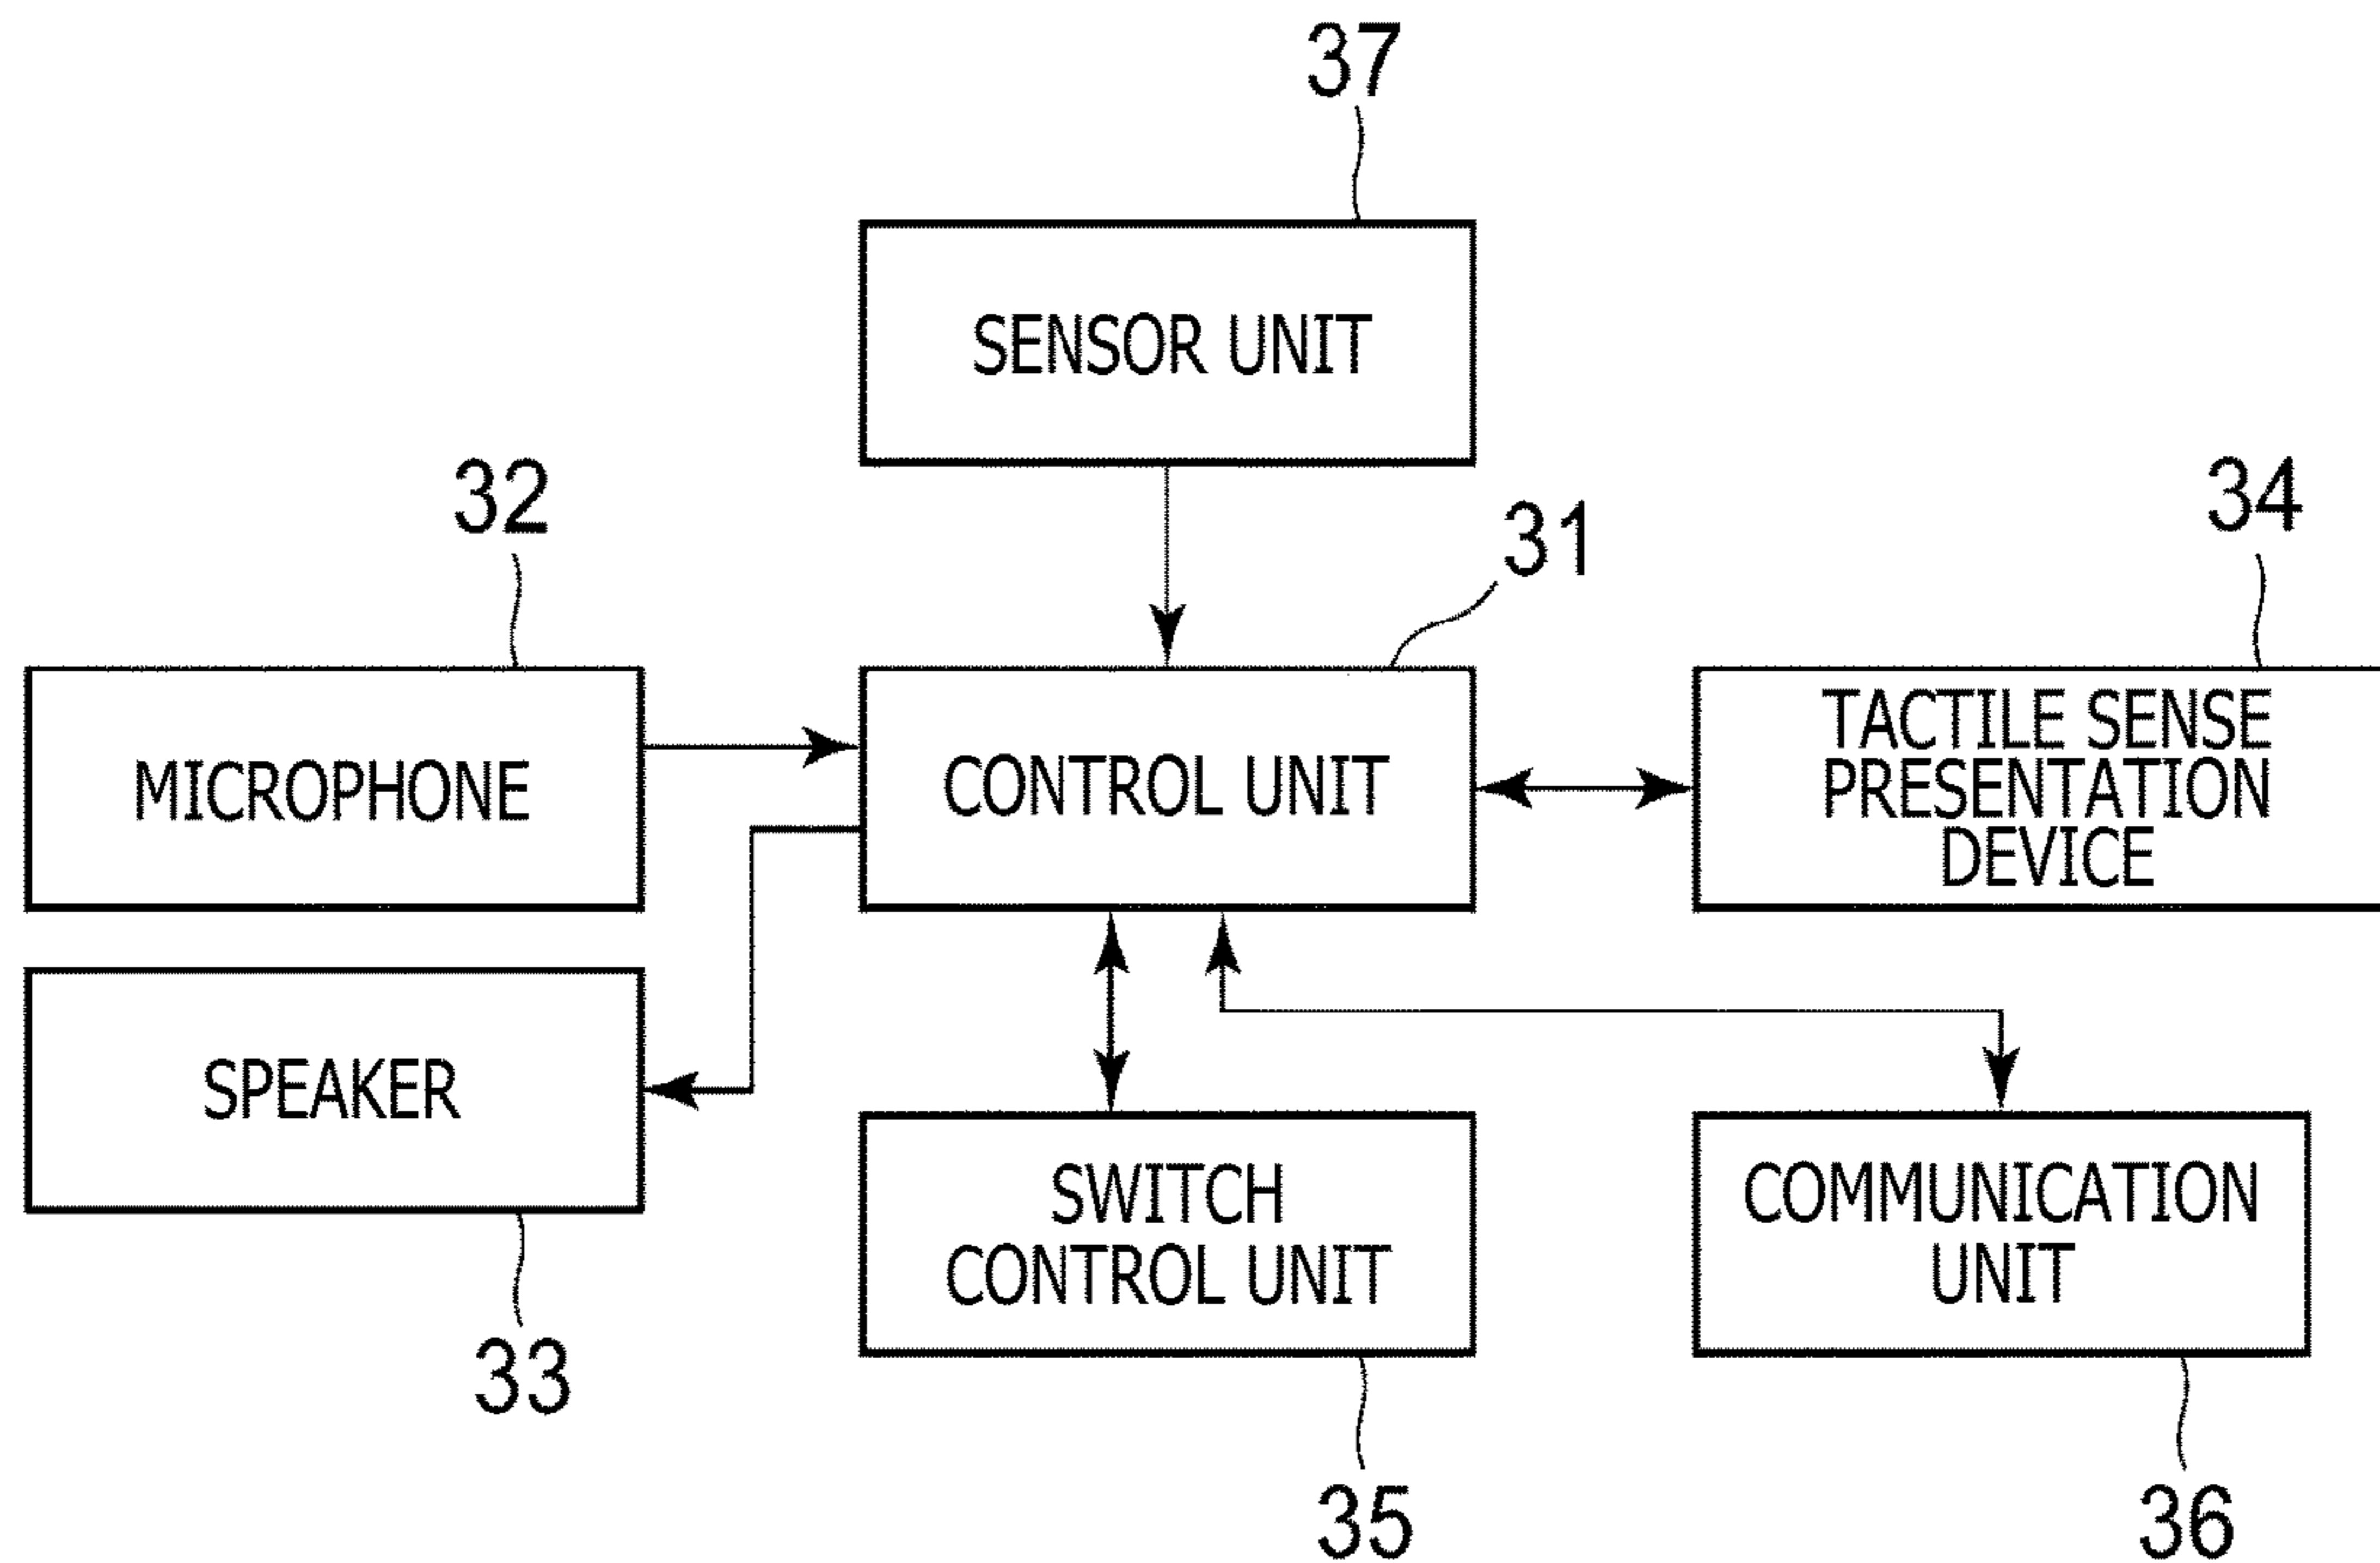 37
SENSOR UNIT
32
31
34
MICROPHONE
CONTROL UNIT
TACTILE SENSE
PRESENTATION
DEVICE
SPEAKER
33
SWITCH
CONTROL UNIT
35
COMMUNICATION
UNIT
36